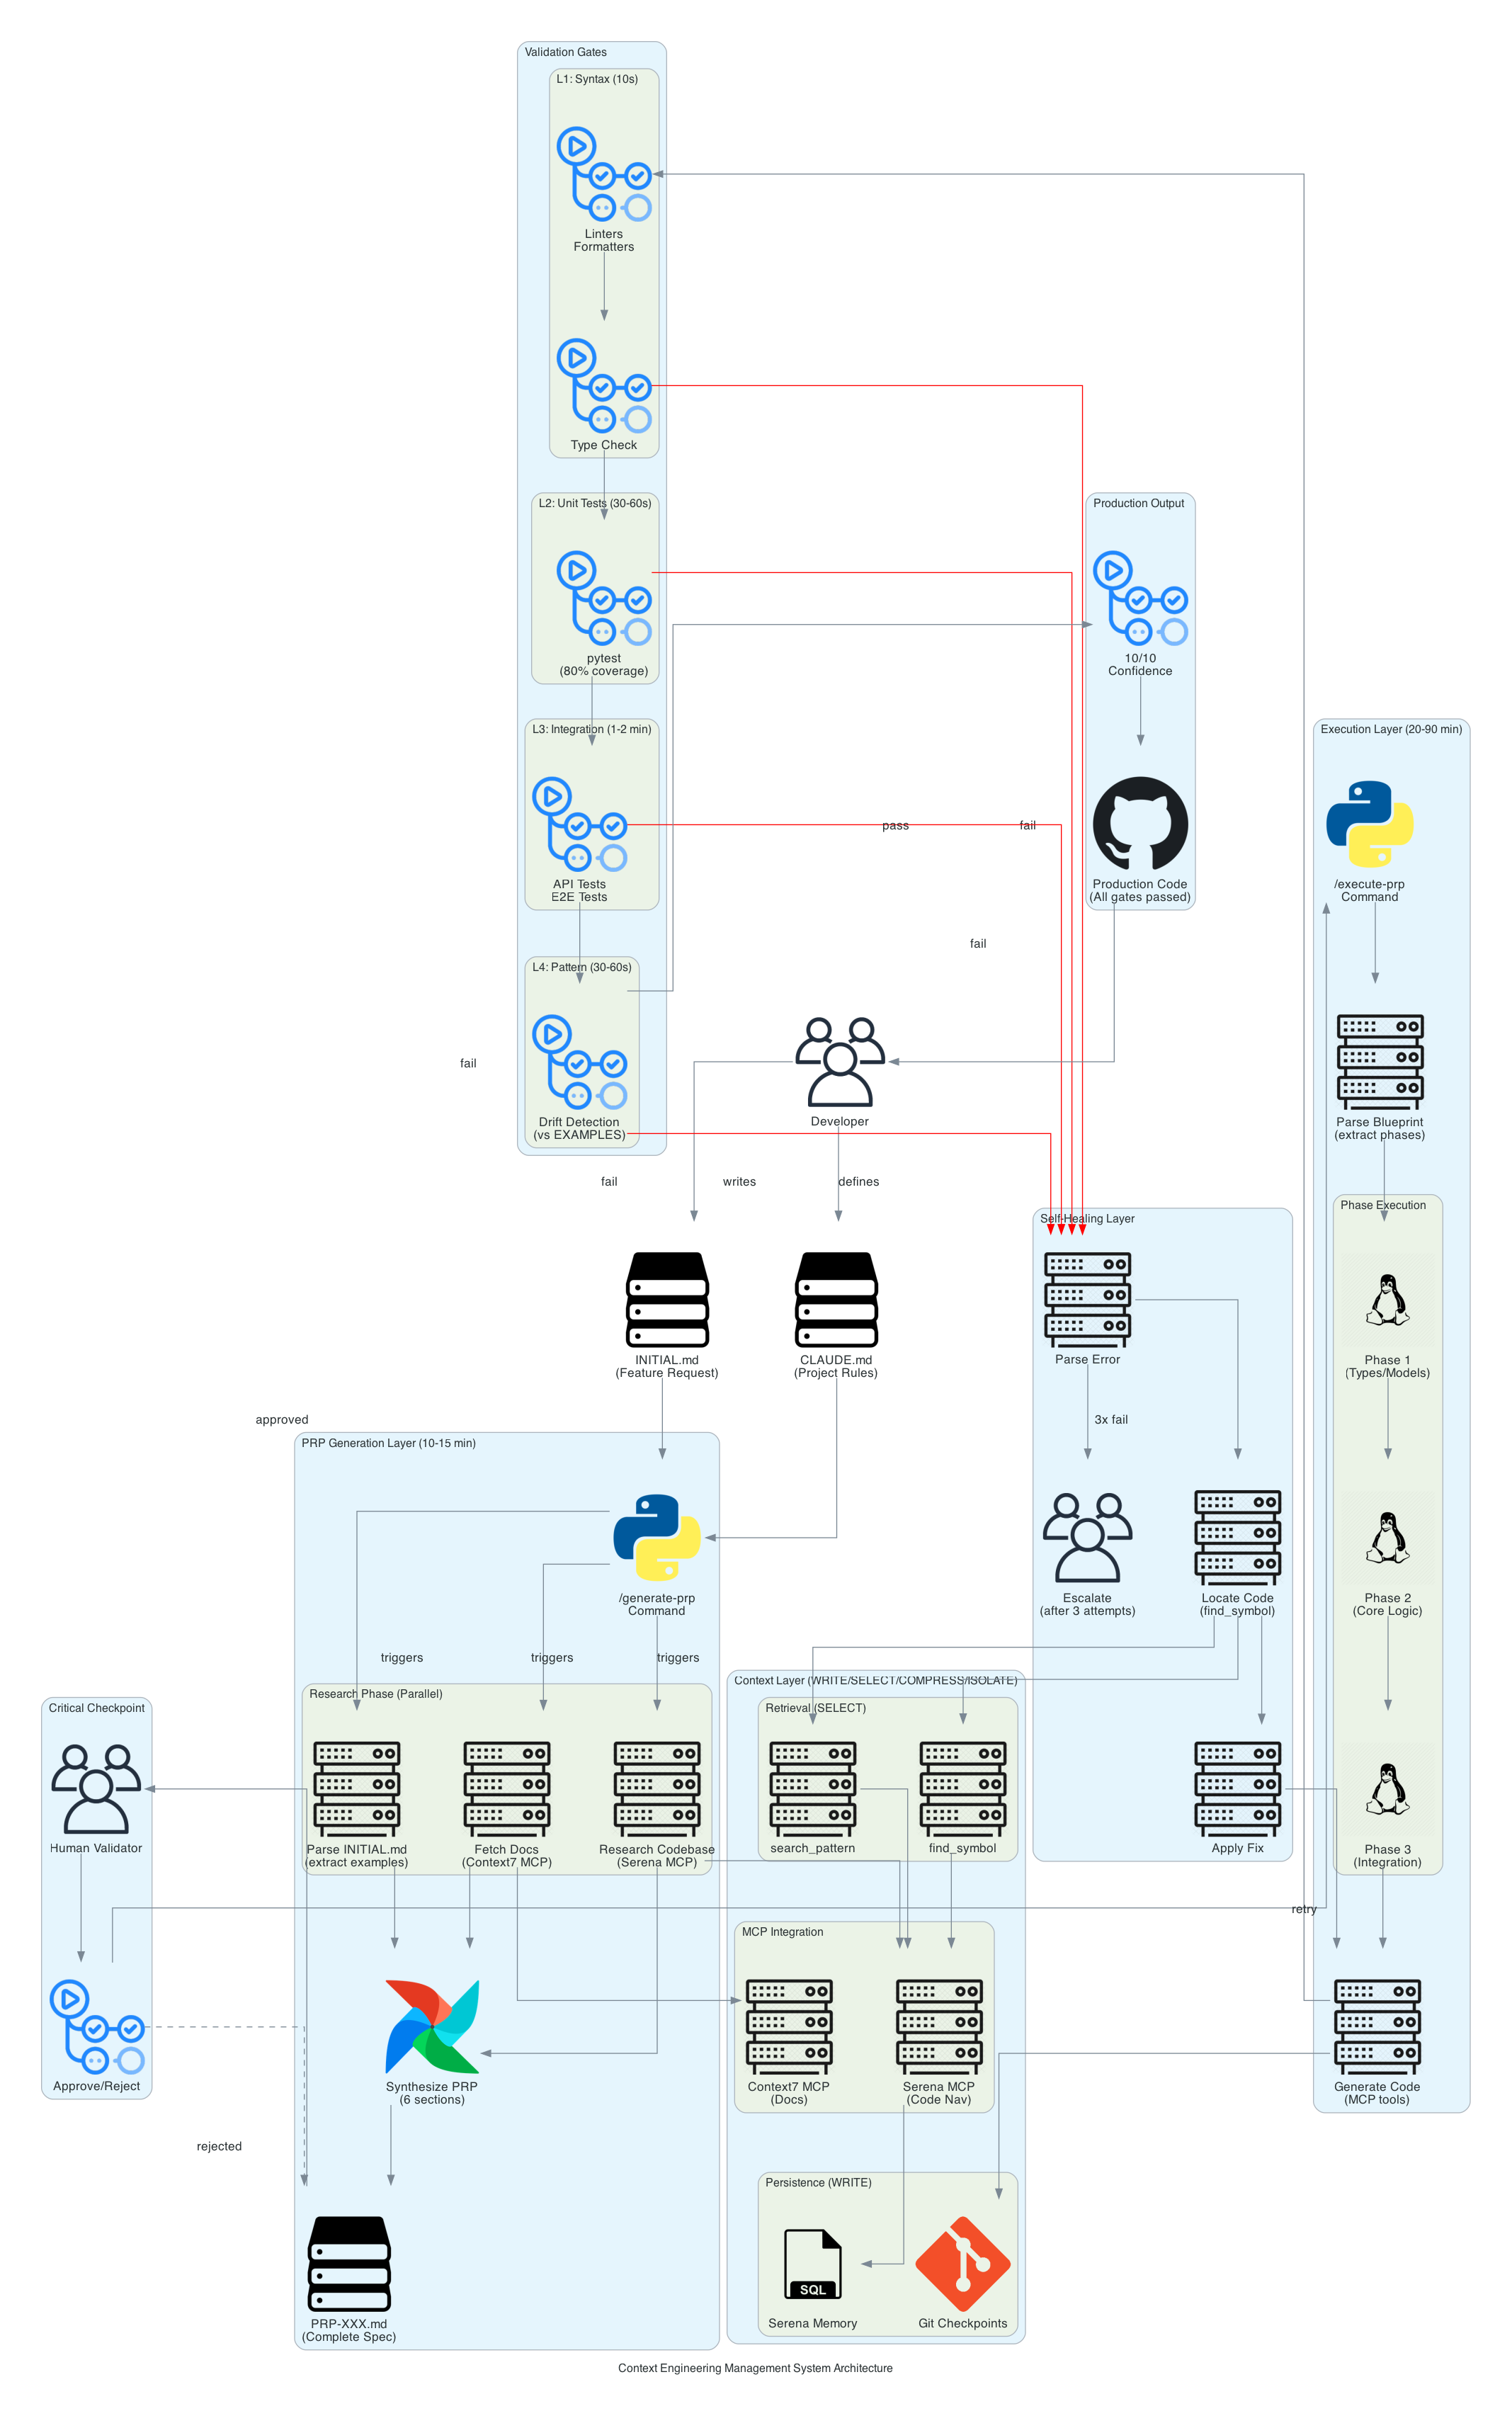 Validation Gates
L1: Syntax (10s)
Linters
Formatters
Type Check
L2: Unit Tests (30-60s)
pytest
(80% coverage)
L3: Integration (1-2 min)
API Tests
E2E Tests
L4: Pattern (30-60s)
Drift Detection
(vs EXAMPLES)
Production Output
10/10
Confidence
Production Code
(All gates passed)
pass
fail
fail
fail
fail
Execution Layer (20-90 min)
/execute-prp
Command
Parse Blueprint
(extract phases)
Phase Execution
Phase 1
(Types/Models)
Phase 2
(Core Logic)
Phase 3
(Integration)
retry
Generate Code
(MCP tools)
Developer
writes
defines
INITIAL.md
(Feature Request)
CLAUDE.md
(Project Rules)
Self-Healing Layer
Parse Error
3x fail
Escalate
(after 3 attempts)
Locate Code
(find_symbol)
Apply Fix
approved
PRP Generation Layer (10-15 min)
/generate-prp
Command
triggers
triggers
triggers
Research Phase (Parallel)
Parse INITIAL.md
(extract examples)
Fetch Docs
(Context7 MCP)
Research Codebase
(Serena MCP)
Synthesize PRP
(6 sections)
PRP-XXX.md
(Complete Spec)
Critical Checkpoint
Human Validator
Approve/Reject
rejected
Context Layer (WRITE/SELECT/COMPRESS/ISOLATE)
Retrieval (SELECT)
search_pattern
find_symbol
MCP Integration
Context7 MCP
(Docs)
Serena MCP
(Code Nav)
Persistence (WRITE)
SQL
Serena Memory
Git Checkpoints
Context Engineering Management System Architecture